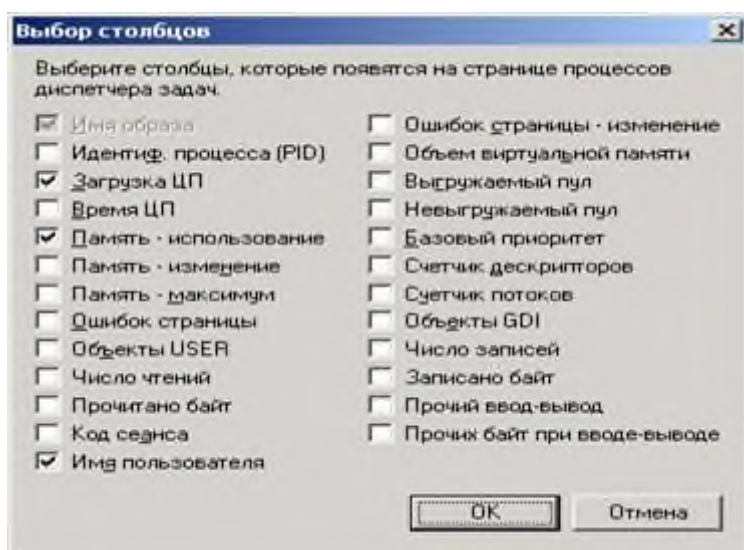 Выбор столбцов
Выберите столбцы, которые появятся на странице процессов
диспетчера задач.
Имя образа
Идентиф. процесса (PID)
Загрузка ЦП
Время ЦП
Память - использование
Память - изменение
Память - максимум
Ошибок страницы
Объекты USER
Число чтений
Прочитано байт
Код сеанса
Имя пользователя
Ошибок страницы - изменение
Объем виртуальной памяти
Выгружаемый пул
Невыгружаемый пул
Базовый приоритет
Счетчик дескрипторов
Счетчик потоков
Объекты GDI
Число записей
Записано байт
Прочий ввод-вывод
Прочих байт при вводе-выводе
OK
Отмена